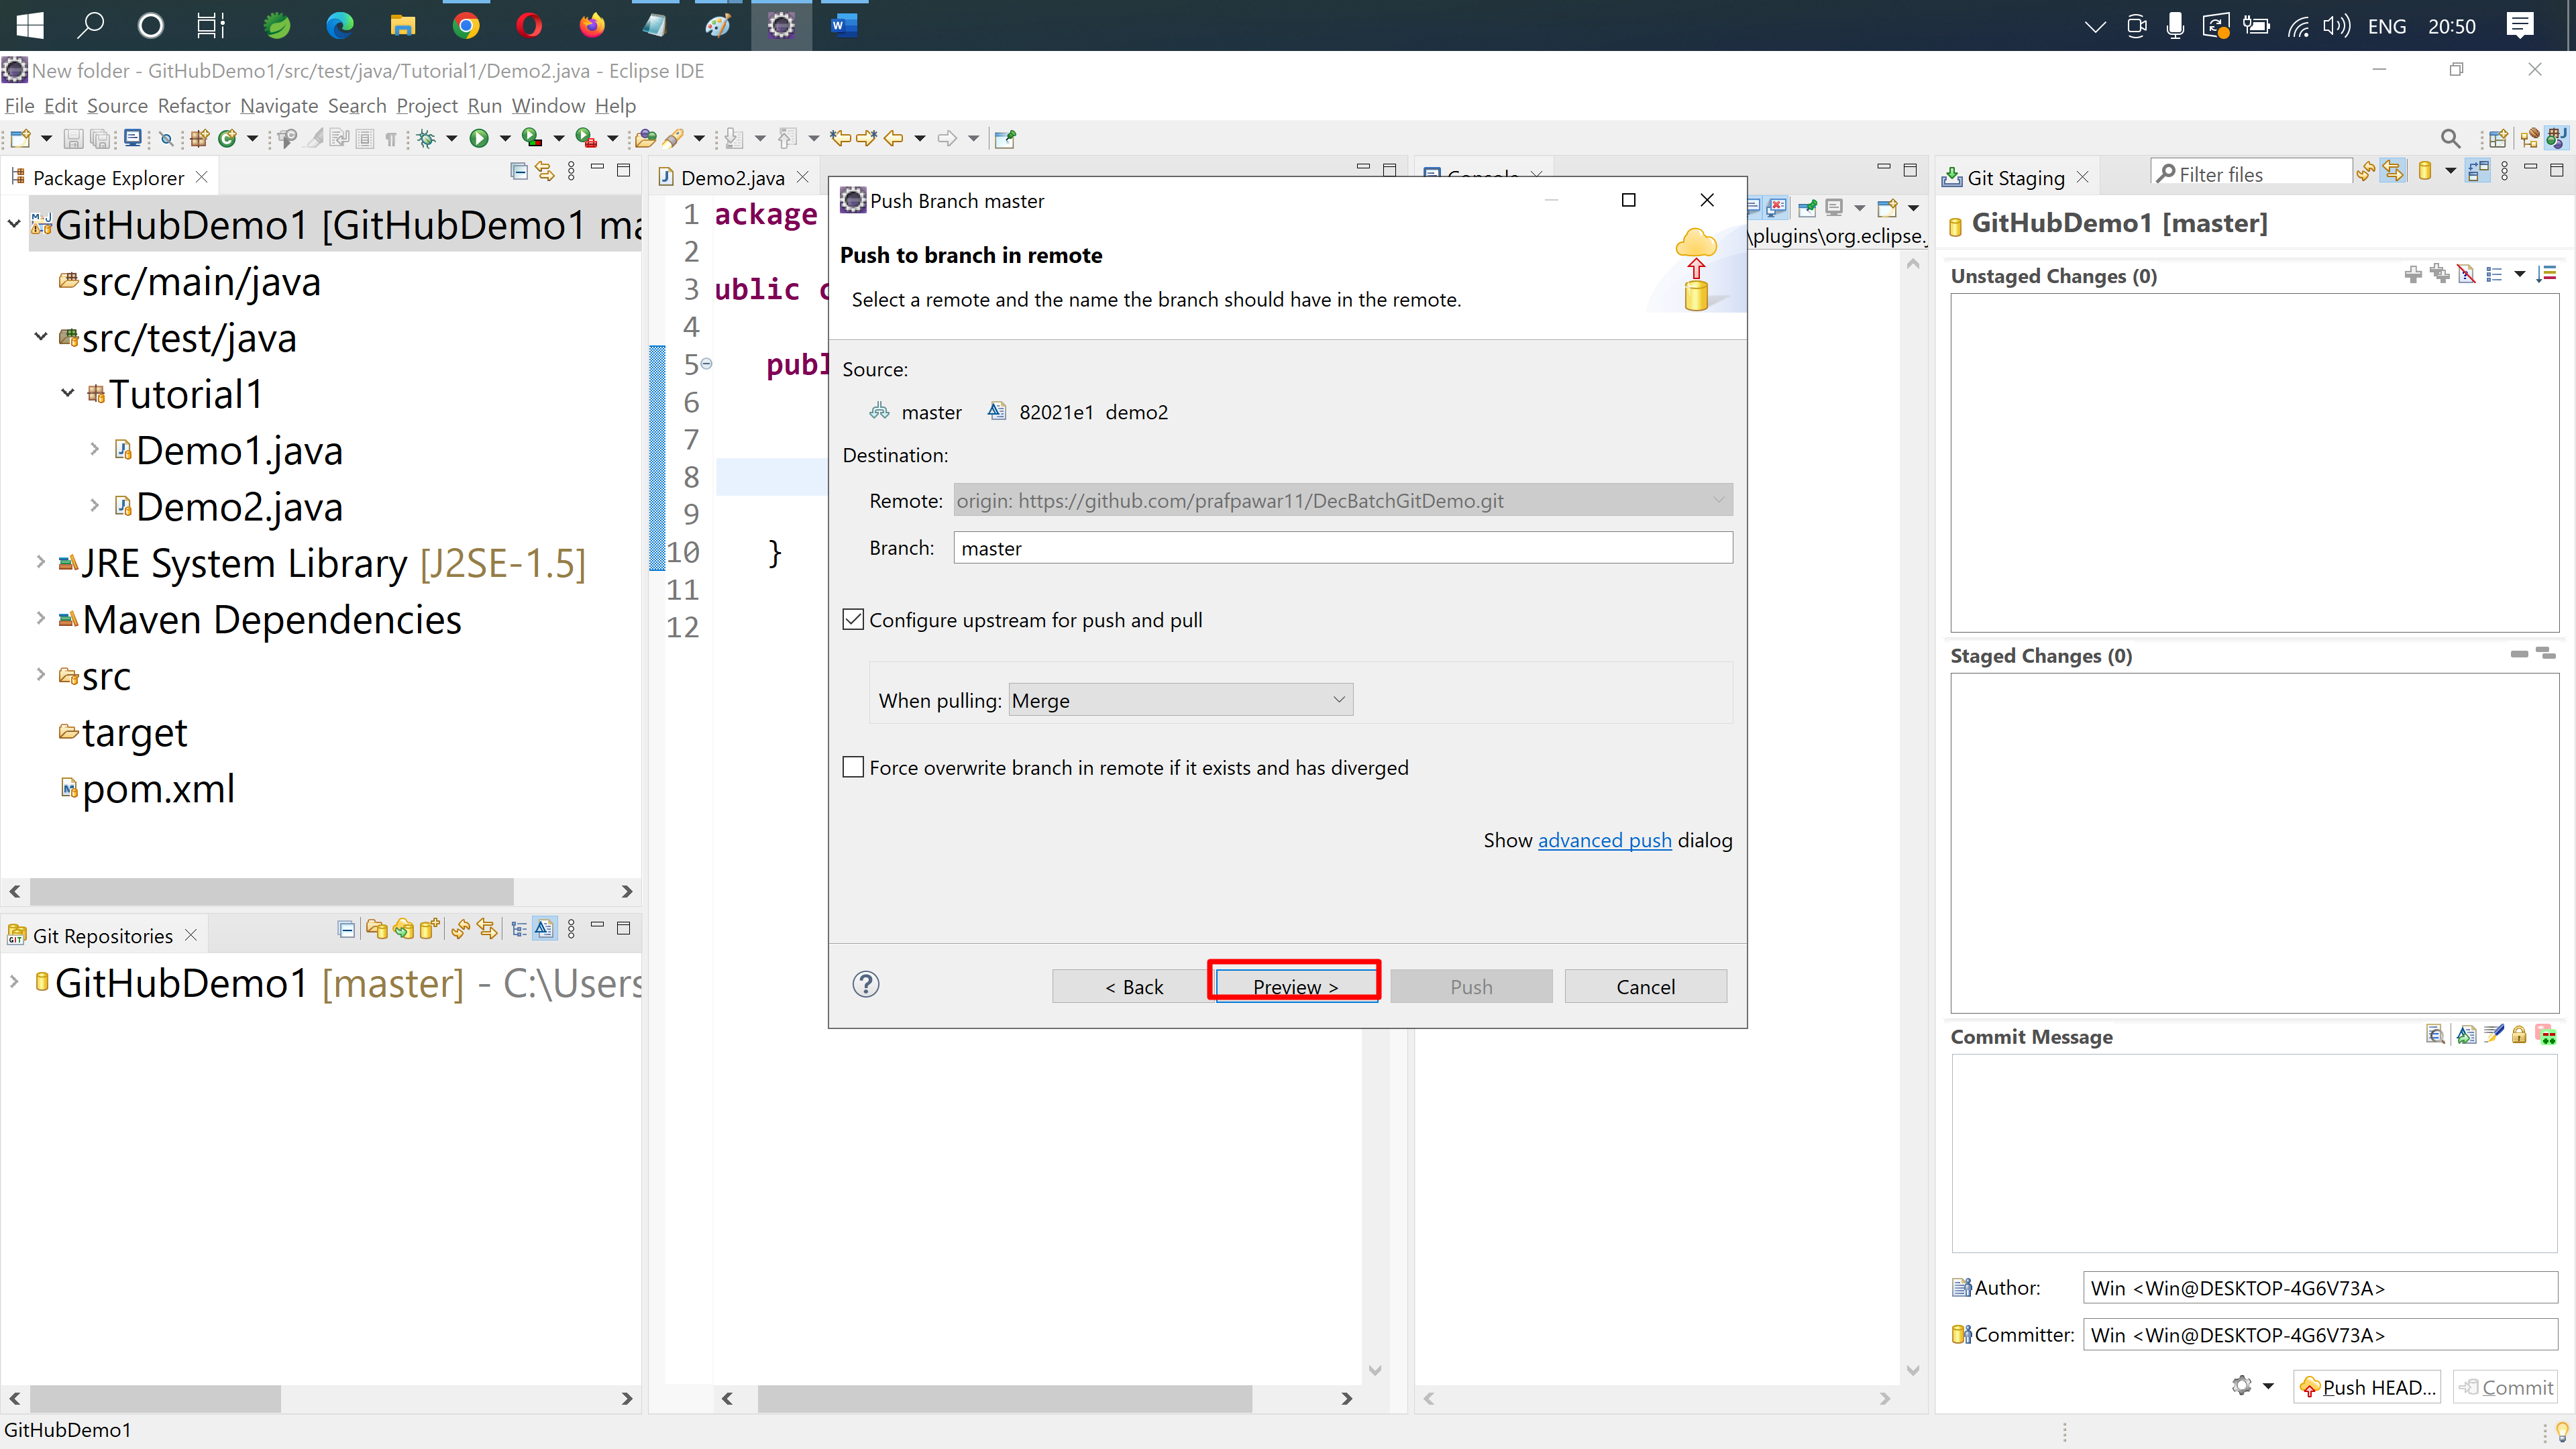 ENG 20:50
New folder - GitHubDemo1/src/test/java/Tutorial1/Demo2.java - Eclipse IDE
File Edit Source Refactor Navigate Search Project Run Window Help
Package Explorer
GitHubDemo1 [GitHubDemo1 ma
src/main/java
src/test/java
Tutorial1
Demo1.java
Demo2.java
JRE System Library [J2SE-1.5]
Maven Dependencies
src
target
pom.xml
Git Repositories
GitHubDemo1 [master] - C:\Users
GitHubDemo1
Demo2.java
1 ackage
2
3 ublic c
4
5 publ
6
7
8
9
10 }
11
12
Push Branch master
Push to branch in remote
Select a remote and the name the branch should have in the remote.
Source:
master 82021e1 demo2
Destination:
Remote: origin: https://github.com/prafpawar11/DecBatchGitDemo.git
Branch: master
Configure upstream for push and pull
When pulling: Merge
Force overwrite branch in remote if it exists and has diverged
Show advanced push dialog
< Back Preview > Push Cancel
Console
\plugins\org.eclipse.
Git Staging
Filter files
GitHubDemo1 [master]
Unstaged Changes (0)
Staged Changes (0)
Commit Message
Author: Win <Win@DESKTOP-4G6V73A>
Committer: Win <Win@DESKTOP-4G6V73A>
Push HEAD... Commit